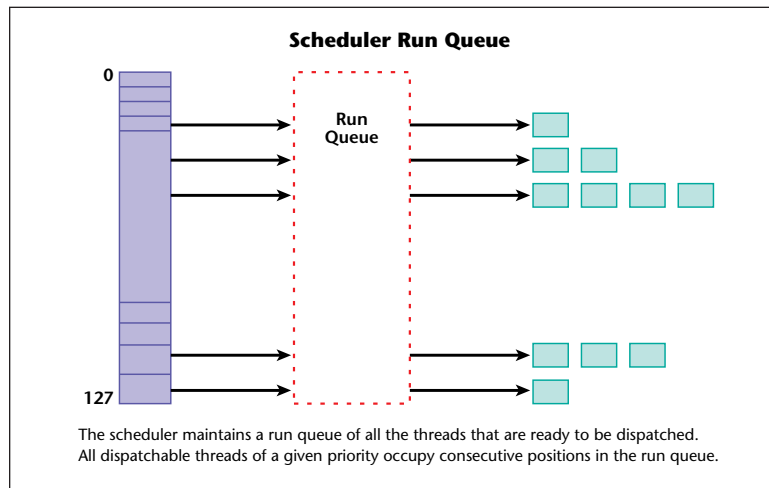 Scheduler Run Queue
0
Run
Queue
127
The scheduler maintains a run queue of all the threads that are ready to be dispatched.
All dispatchable threads of a given priority occupy consecutive positions in the run queue.